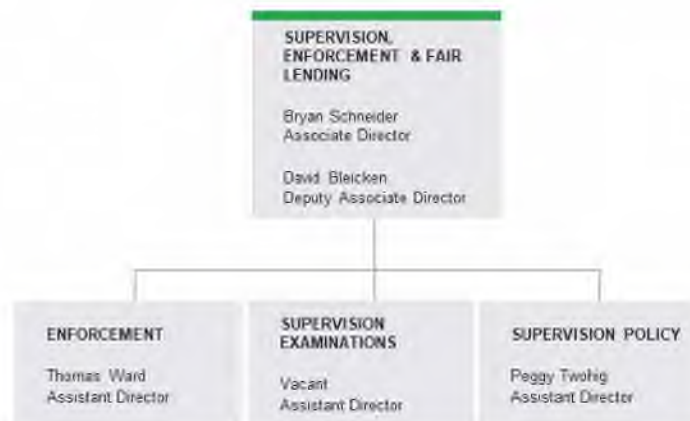 SUPERVISION,
ENFORCEMENT & FAIR
LENDING
Bryan Schneider
Associate Director
David Bleicken
Deputy Associate Director
ENFORCEMENT
Thomas Ward
Assistant Director
SUPERVISION
EXAMINATIONS
Vacant
Assistant Director
SUPERVISION POLICY
Peggy Twohig
Assistant Director